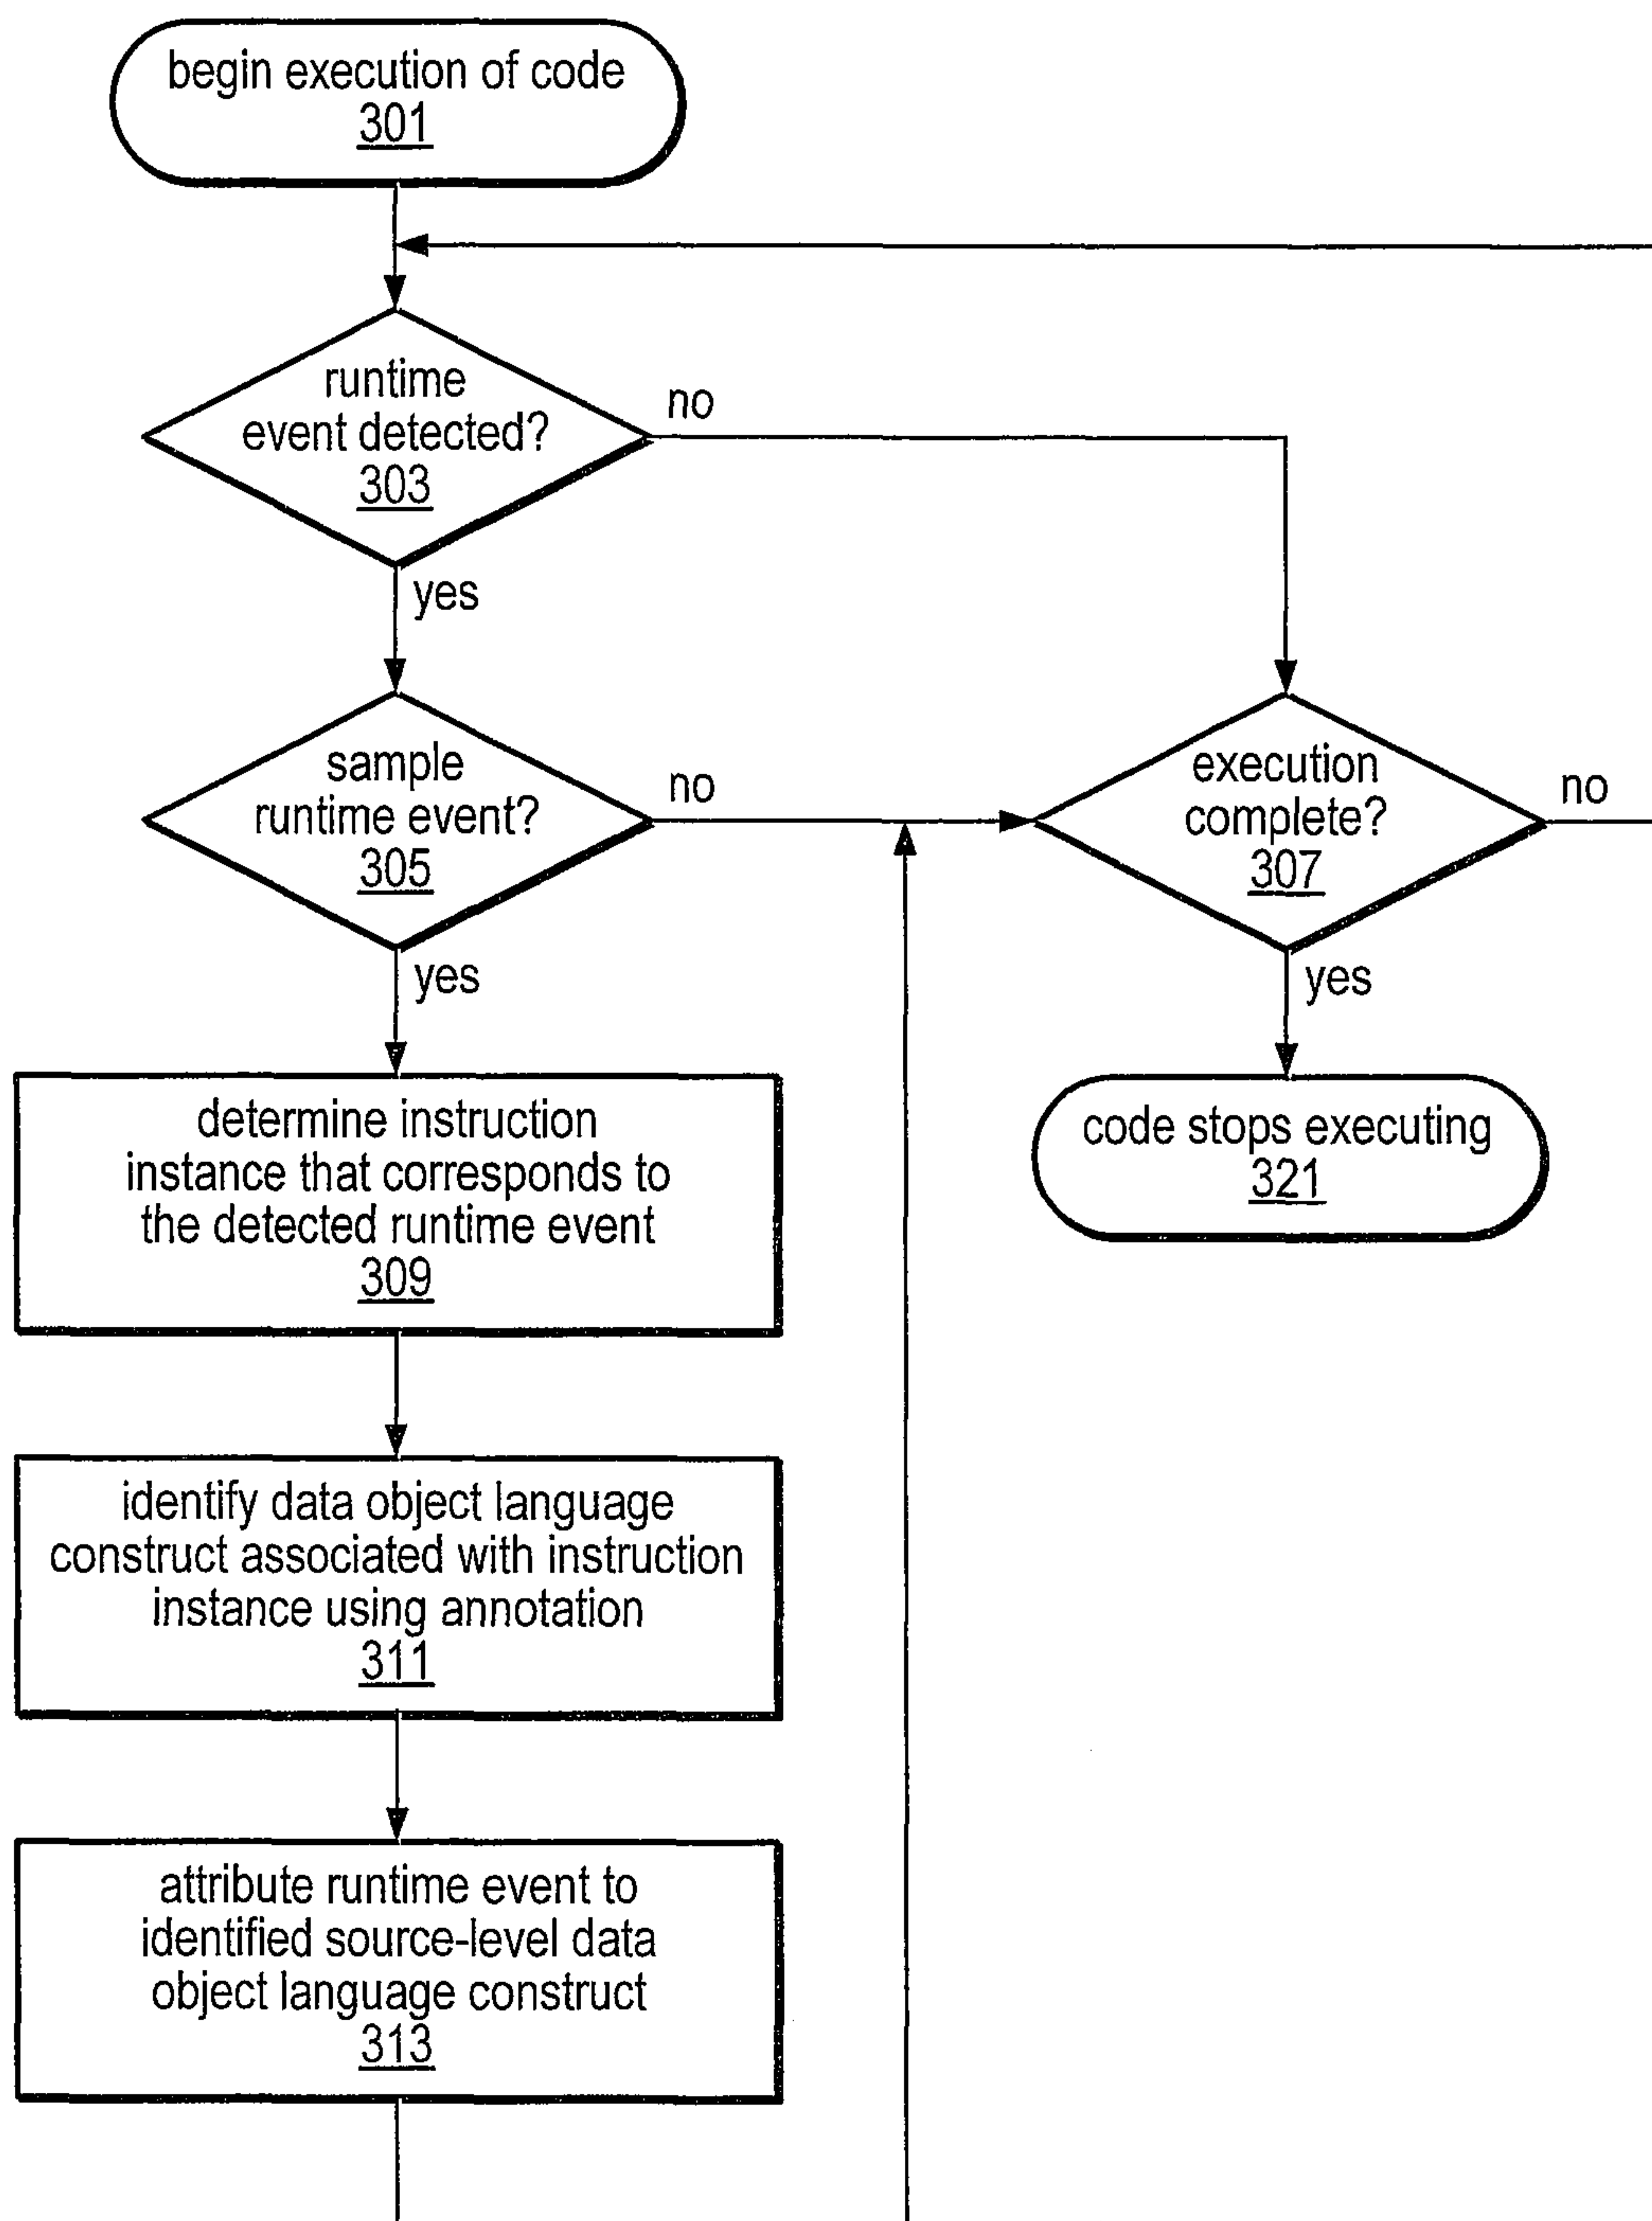 begin execution of code
301
runtime
event detected?
303
no
yes
sample
runtime event?
305
no
yes
execution
complete?
307
no
yes
determine instruction
instance that corresponds to
the detected runtime event
309
code stops executing
321
identify data object language
construct associated with instruction
instance using annotation
311
attribute runtime event to
identified source-level data
object language construct
313